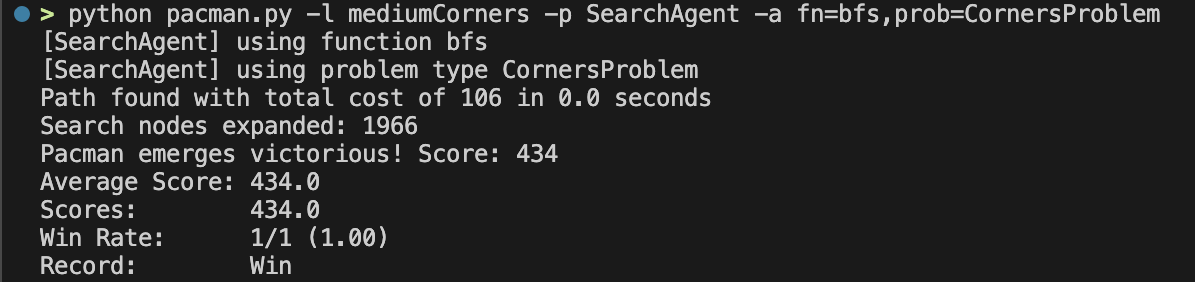 > python pacman.py -l mediumCorners -p SearchAgent -a fn=bfs,prob=CornersProblem
[SearchAgent] using function bfs
[SearchAgent] using problem type CornersProblem
Path found with total cost of 106 in 0.0 seconds
Search nodes expanded: 1966
Pacman emerges victorious! Score: 434
Average Score: 434.0
Scores:        434.0
Win Rate:      1/1 (1.00)
Record:        Win